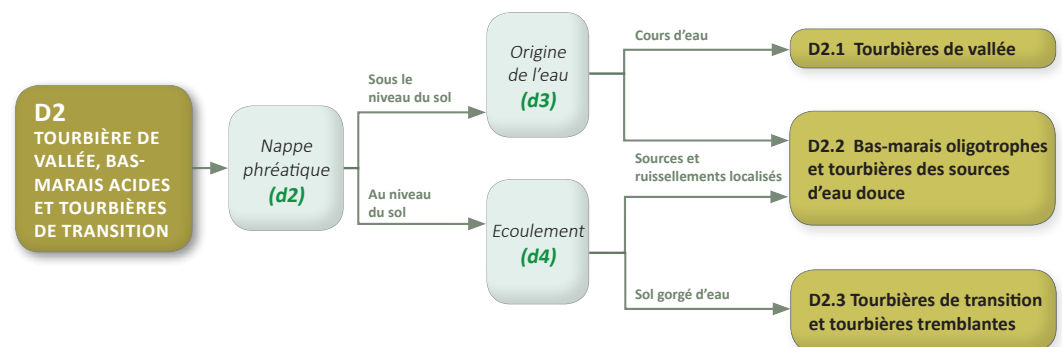 D2
TOURBIÈRE DE
VALLÉE, BAS-
MARAIS ACIDES
ET TOURBIÈRES
DE TRANSITION
Nappe
phréatique
(d2)
Sous le
niveau du sol
Au niveau
du sol
Origine
de l’eau
(d3)
Ecoulement
(d4)
Cours d’eau
Sources et
ruissellements localisés
Sol gorgé d’eau
D2.1 Tourbières de vallée
D2.2 Bas-marais oligotrophes
et tourbières des sources
d’eau douce
D2.3 Tourbières de transition
et tourbières tremblantes